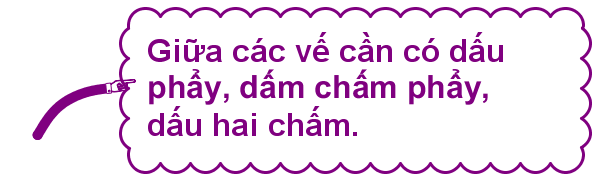 Giữa các vế cần có dấu
phẩy, dấm chấm phẩy,
dấu hai chấm.